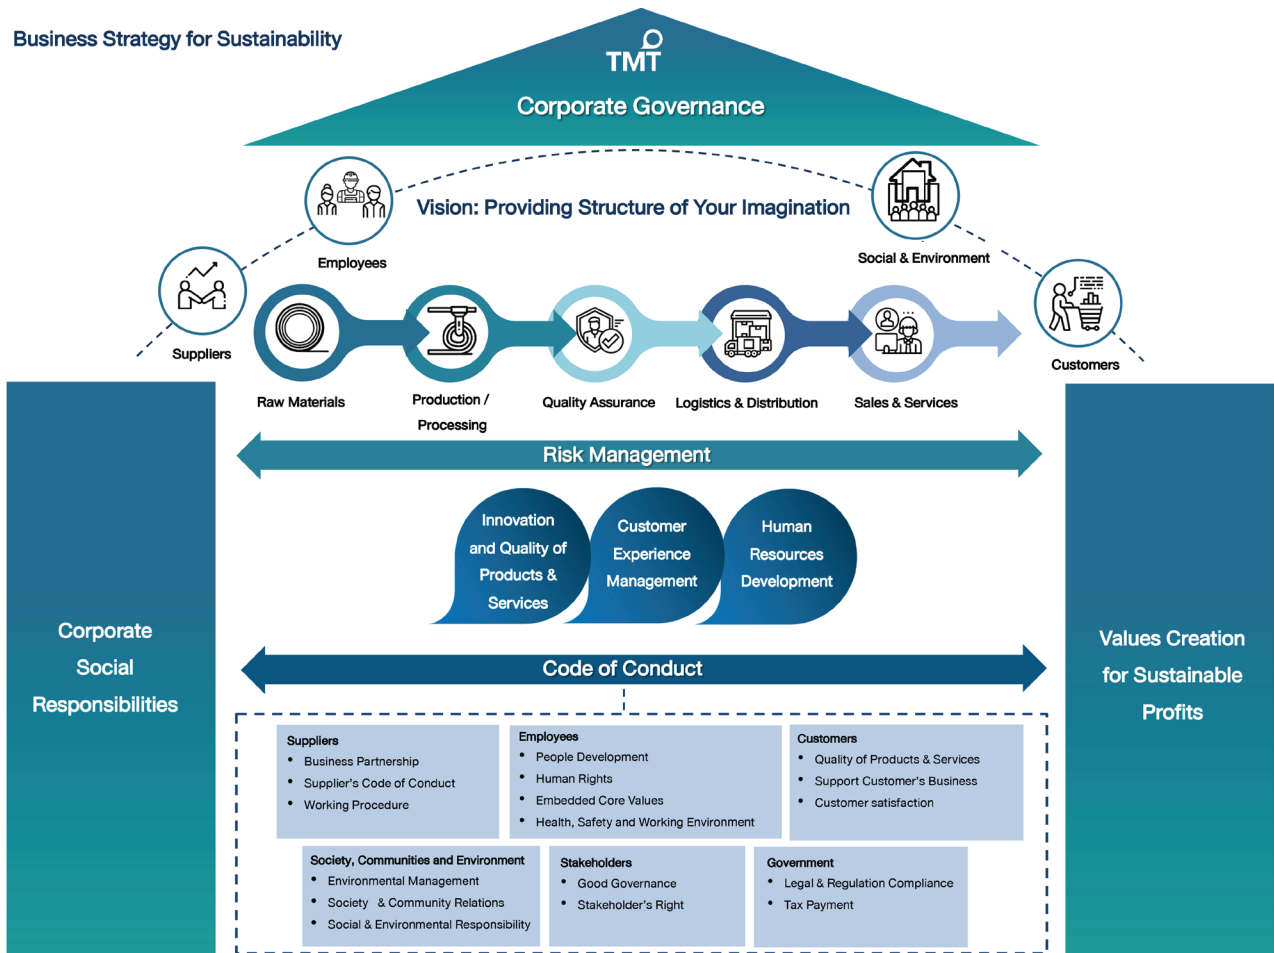 Business Strategy for Sustainability
TMT
Corporate Governance
Vision: Providing Structure of Your Imagination
Employees
Social & Environment
Suppliers
Customers
Raw Materials
Production /
Processing
Quality Assurance
Logistics & Distribution
Sales & Services
Risk Management
Innovation
and Quality of
Products &
Services
Customer
Experience
Management
Human
Resources
Development
Corporate
Social
Responsibilities
Values Creation
for Sustainable
Profits
Code of Conduct
Suppliers
• Business Partnership
• Supplier's Code of Conduct
• Working Procedure
Employees
• People Development
• Human Rights
• Embedded Core Values
• Health, Safety and Working Environment
Customers
• Quality of Products & Services
• Support Customer's Business
• Customer satisfaction
Society, Communities and Environment
• Environmental Management
• Society & Community Relations
• Social & Environmental Responsibility
Stakeholders
• Good Governance
• Stakeholder's Right
Government
• Legal & Regulation Compliance
• Tax Payment